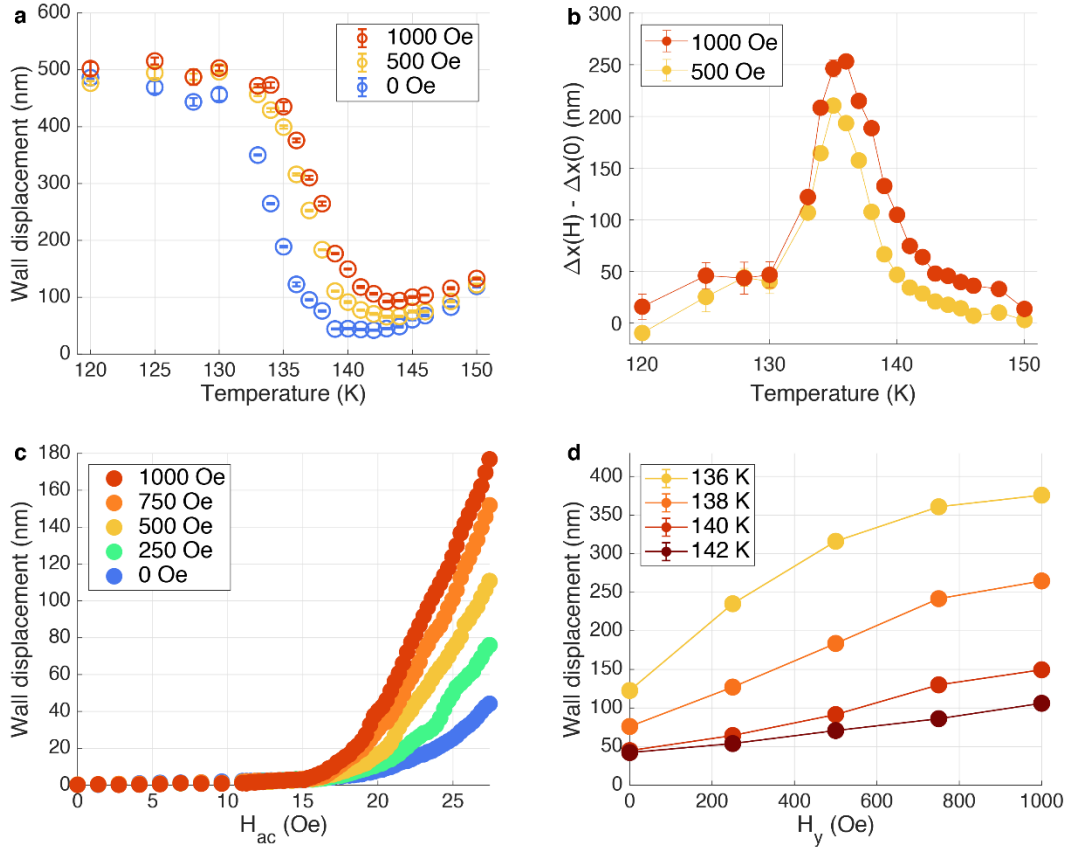 a
Wall displacement (nm)
600
500
400
300
200
100
0
120
125
130
135
140
145
150
Temperature (K)
1000 Oe
500 Oe
0 Oe
b
Δx(H) - Δx(0) (nm)
300
250
200
150
100
50
0
120
130
140
150
Temperature (K)
1000 Oe
500 Oe
c
Wall displacement (nm)
180
160
140
120
100
80
60
40
20
0
0
5
10
15
20
25
H_ac (Oe)
1000 Oe
750 Oe
500 Oe
250 Oe
0 Oe
d
Wall displacement (nm)
400
350
300
250
200
150
100
50
0
0
200
400
600
800
1000
H_y (Oe)
136 K
138 K
140 K
142 K